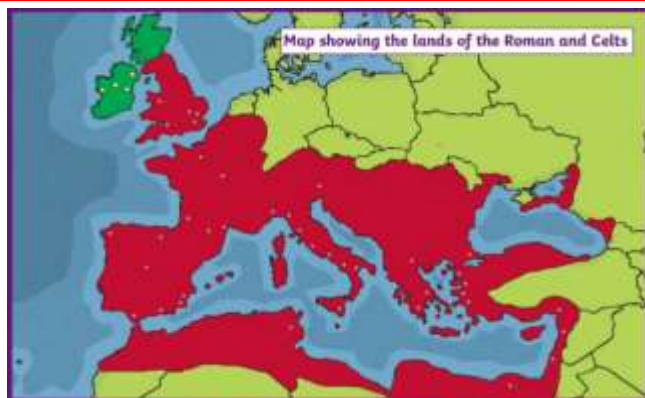 Map showing the lands of the Roman and Celts